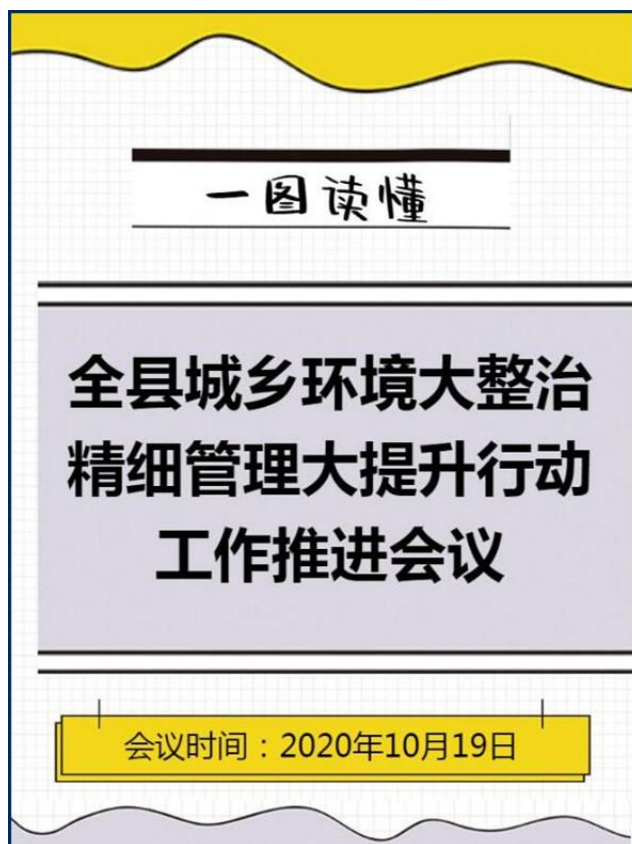 一图读懂
全县城乡环境大整治
精细管理大提升行动
工作推进会议
会议时间：2020年10月19日